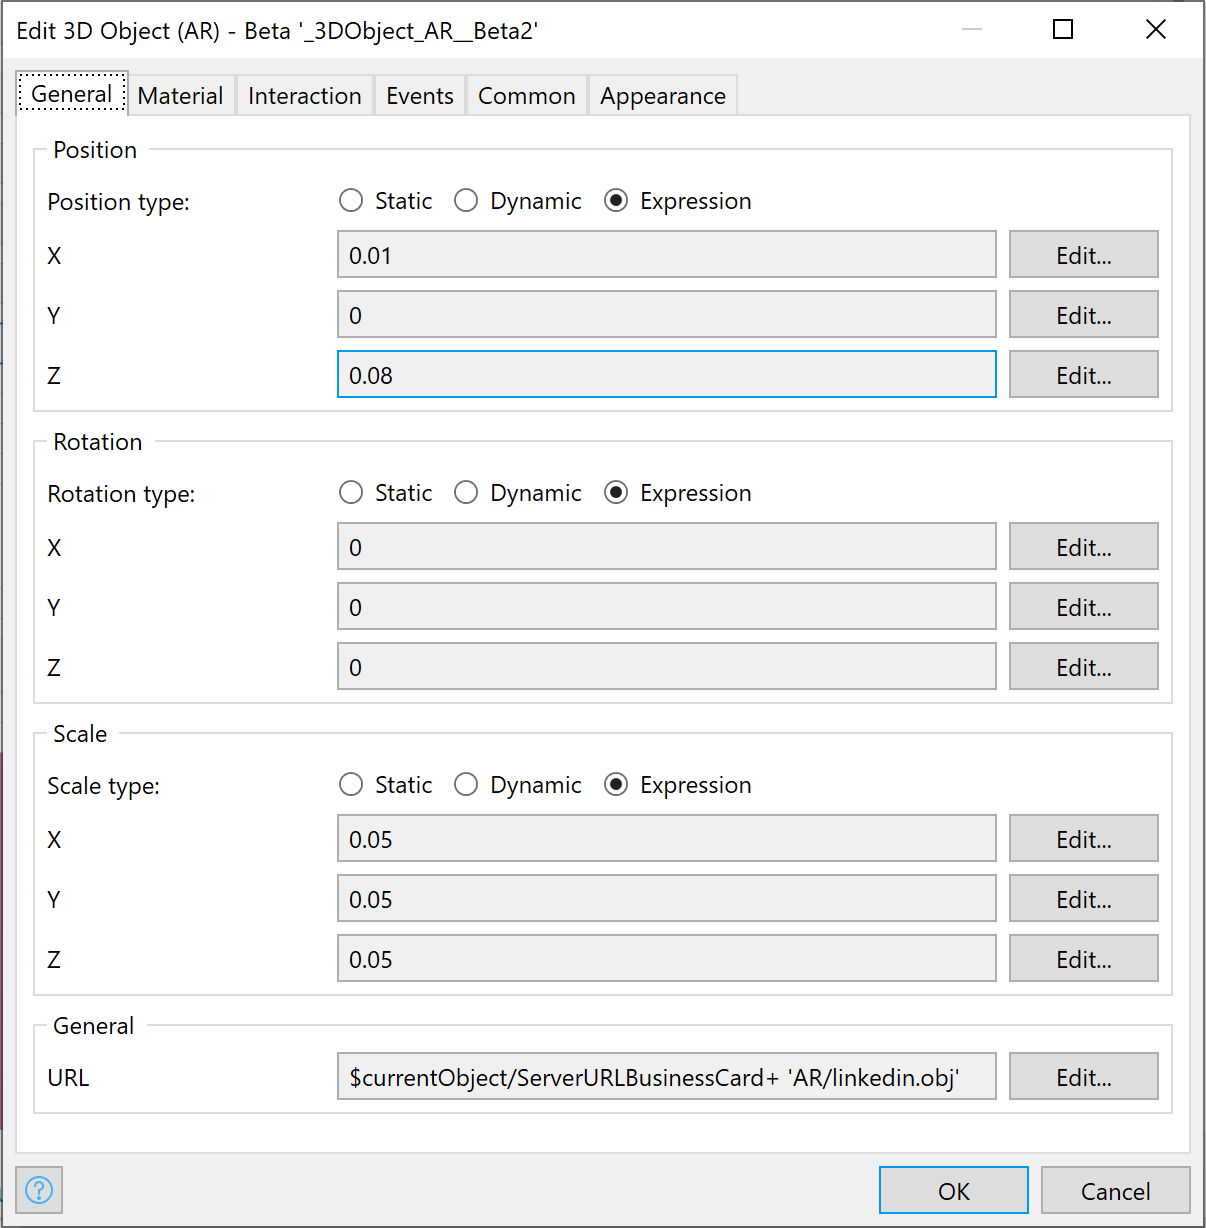 Edit 3D Object (AR) - Beta '_3DObject_AR__Beta2'
General Material Interaction Events Common Appearance
Position
Position type: Static Dynamic Expression
X 0.01 Edit...
Y 0 Edit...
Z 0.08 Edit...
Rotation
Rotation type: Static Dynamic Expression
X 0 Edit...
Y 0 Edit...
Z 0 Edit...
Scale
Scale type: Static Dynamic Expression
X 0.05 Edit...
Y 0.05 Edit...
Z 0.05 Edit...
General
URL $currentObject/ServerURLBusinessCard+ 'AR/linkedin.obj' Edit...
? OK Cancel